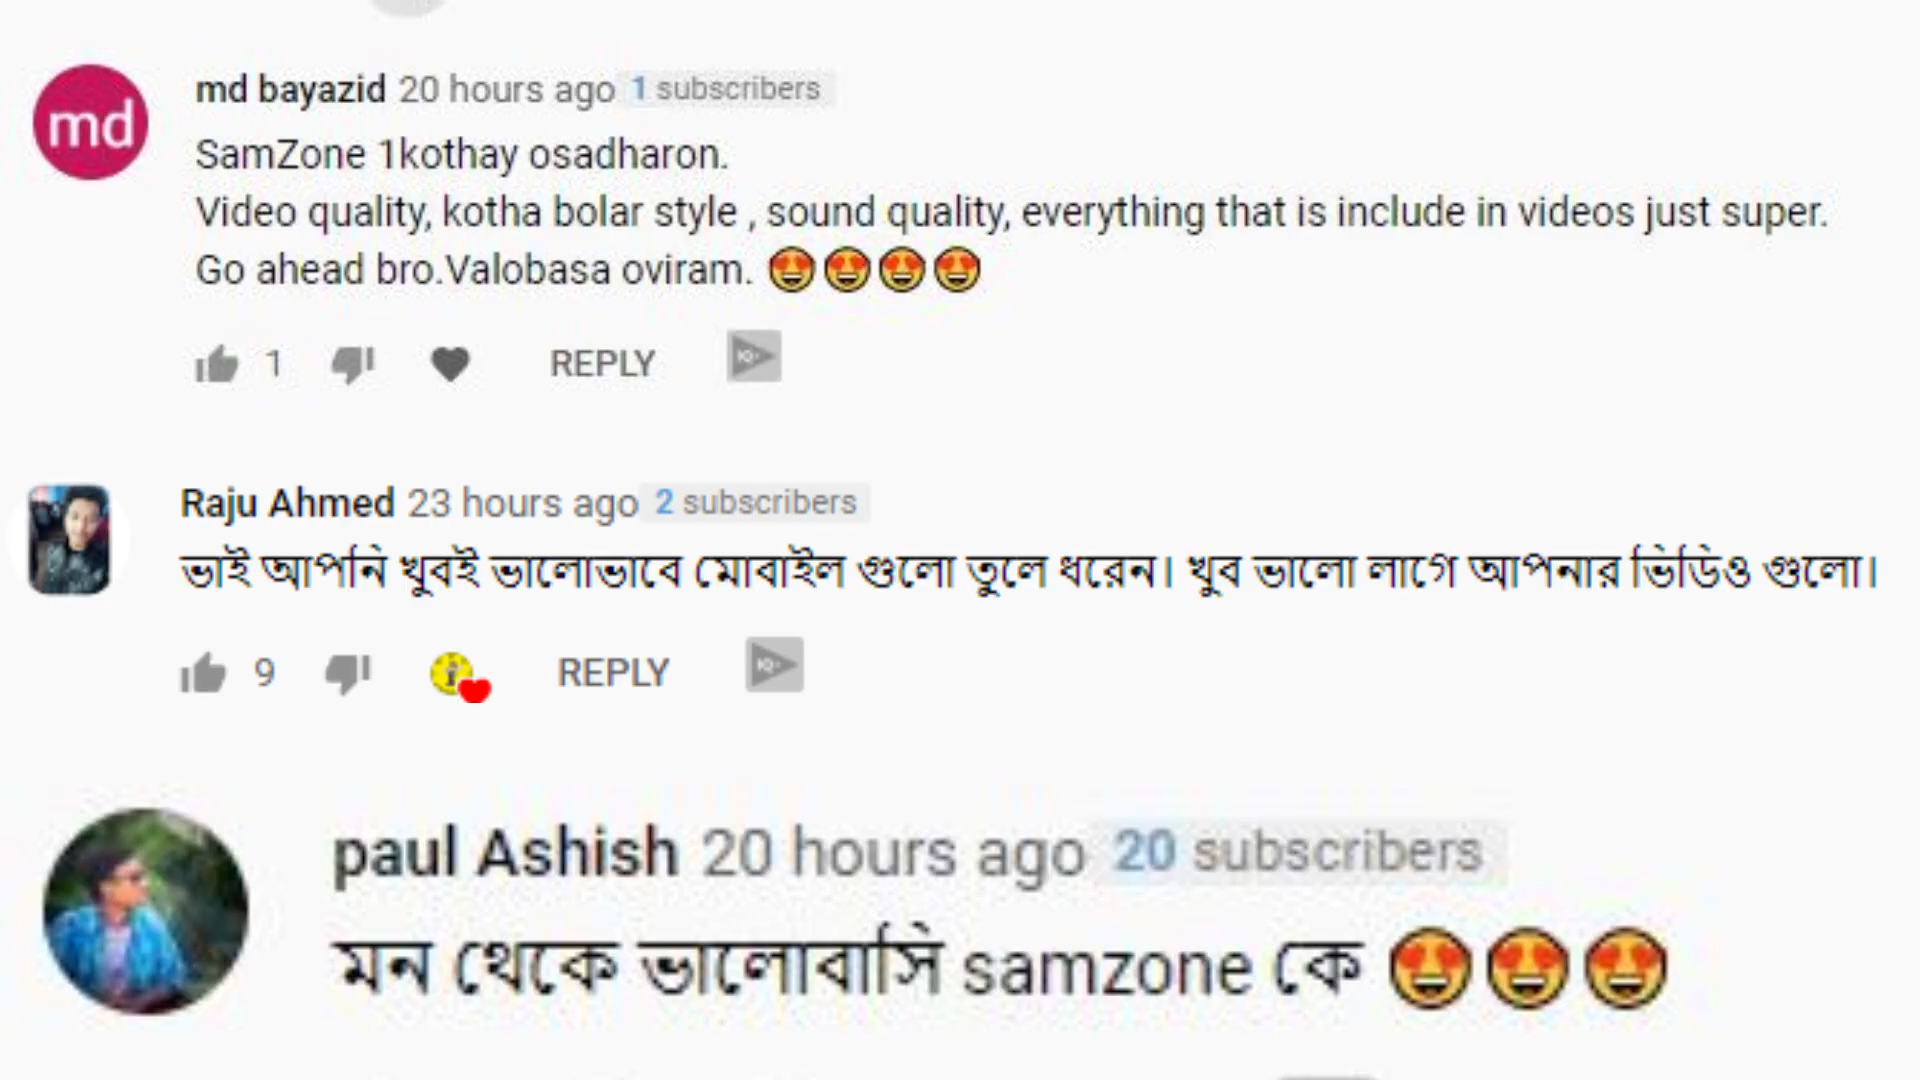 md
md bayazid 20 hours ago 1 subscribers
SamZone 1kothay osadharon.
Video quality, kotha bolar style , sound quality, everything that is include in videos just super.
Go ahead bro.Valobasa oviram. 😍😍😍😍
1 REPLY
Raju Ahmed 23 hours ago 2 subscribers
ভাই আপনি খুবই ভালোভাবে মোবাইল গুলো তুলে ধরেন। খুব ভালো লাগে আপনার ভিডিও গুলো।
9 REPLY
paul Ashish 20 hours ago 20 subscribers
মন থেকে ভালোবাসি samzone কে 😍😍😍